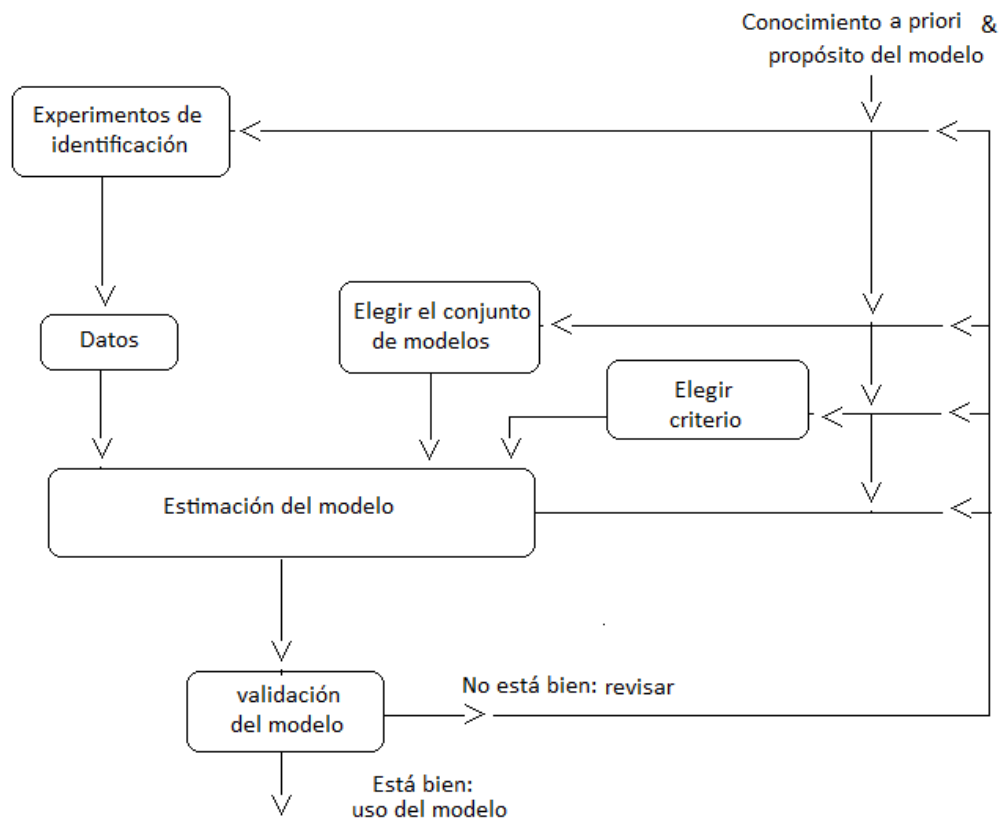 Conocimiento a priori &
propósito del modelo
Experimentos de
identificación
Elegir el conjunto
de modelos
Datos
Elegir
criterio
Estimación del modelo
validación
del modelo
No está bien: revisar
Está bien:
uso del modelo